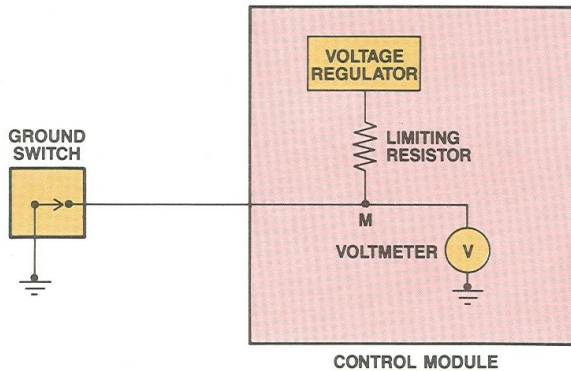 VOLTAGE
REGULATOR
GROUND
SWITCH
LIMITING
RESISTOR
M
VOLTMETER
V
CONTROL MODULE